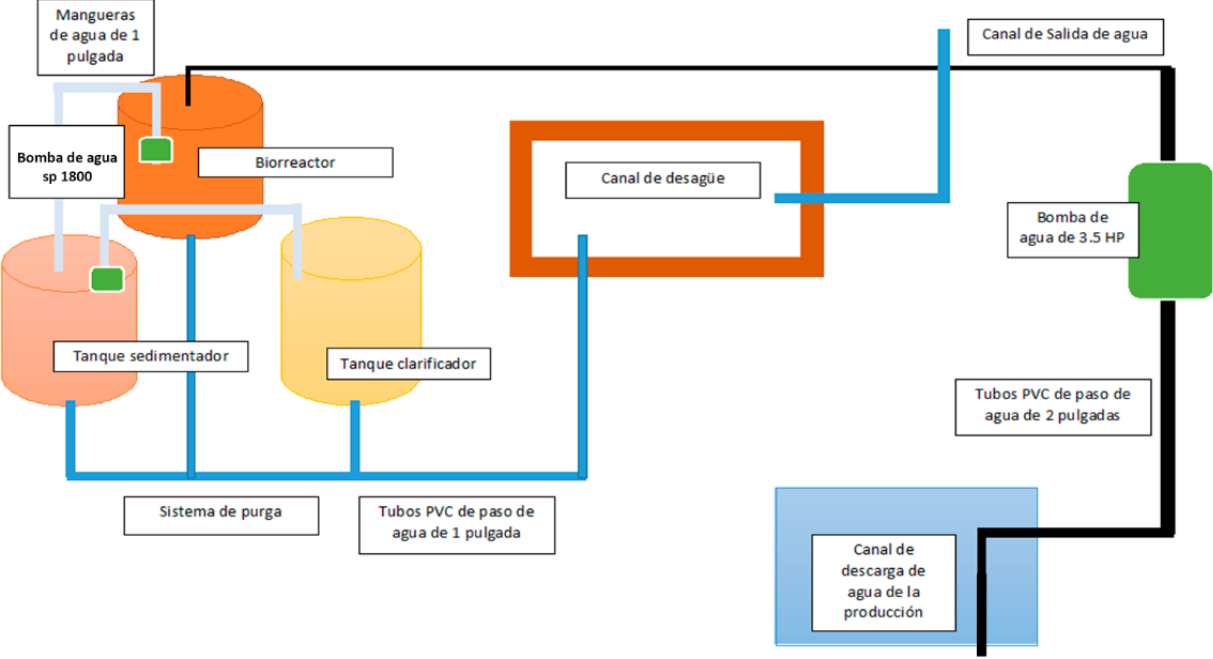 Mangueras
de agua de 1
pulgada
Canal de Salida de agua
Bomba de agua
sp 1800
Biorreactor
Canal de desagüe
Bomba de
agua de 3.5 HP
Tanque sedimentador
Tanque clarificador
Tubos PVC de paso de
agua de 2 pulgadas
Sistema de purga
Tubos PVC de paso de
agua de 1 pulgada
Canal de
descarga de
agua de la
producción